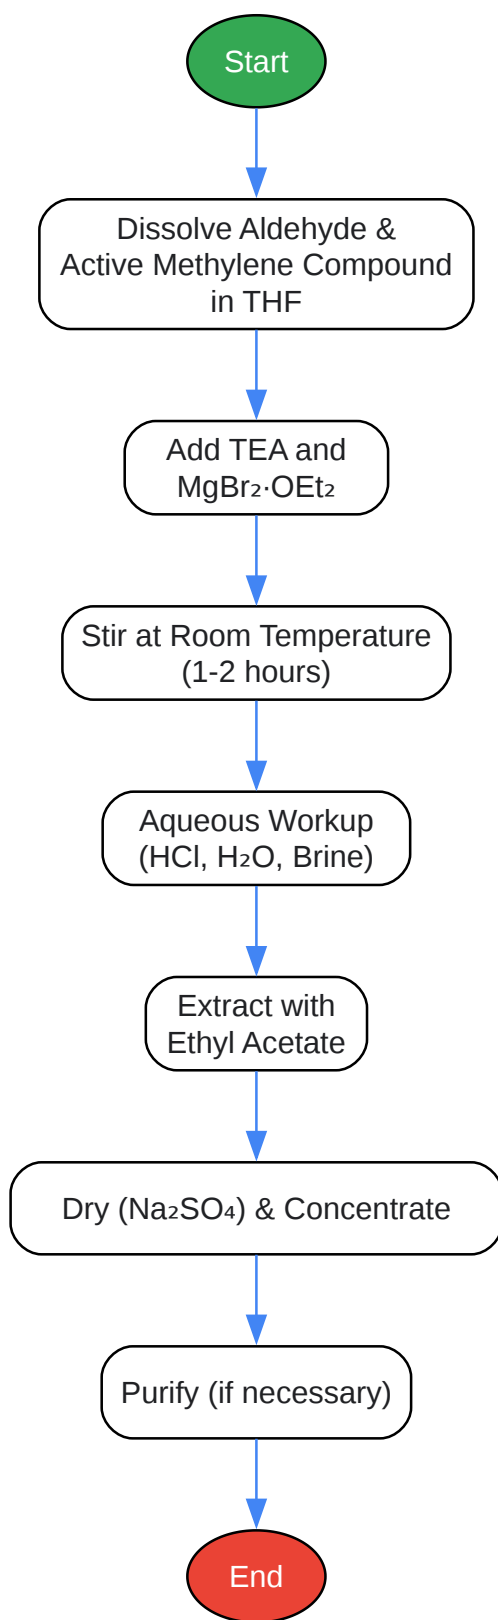 Start
Dissolve Aldehyde &
Active Methylene Compound
in THF
Add TEA and
MgBr₂·OEt₂
Stir at Room Temperature
(1-2 hours)
Aqueous Workup
(HCl, H₂O, Brine)
Extract with
Ethyl Acetate
Dry (Na₂SO₄) & Concentrate
Purify (if necessary)
End